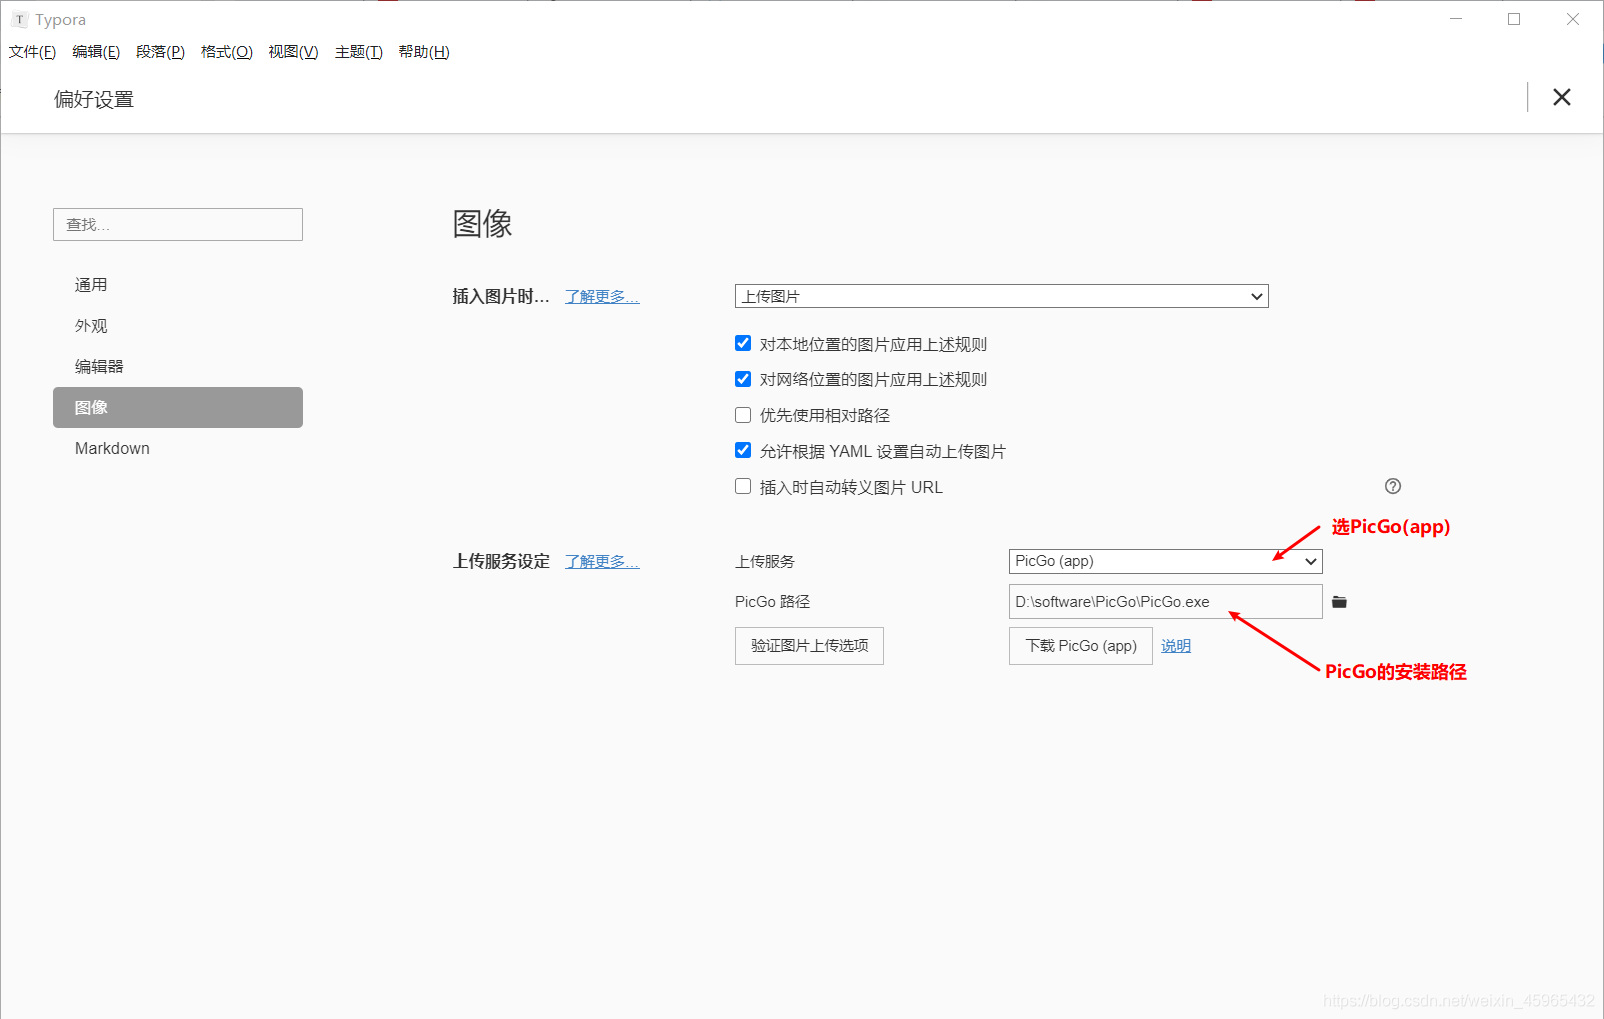 T Typora
文件(F) 编辑(E) 段落(P) 格式(O) 视图(V) 主题(T) 帮助(H)
偏好设置
查找...
通用
外观
编辑器
图像
Markdown
图像
插入图片时... 了解更多... 上传图片
对本地位置的图片应用上述规则
对网络位置的图片应用上述规则
优先使用相对路径
允许根据 YAML 设置自动上传图片
插入时自动转义图片 URL
选PicGo(app)
上传服务设定 了解更多... 上传服务 PicGo (app)
PicGo 路径 D:\software\PicGo\PicGo.exe
验证图片上传选项 下载 PicGo (app) 说明
PicGo的安装路径
https://blog.csdn.net/weixin_45965432